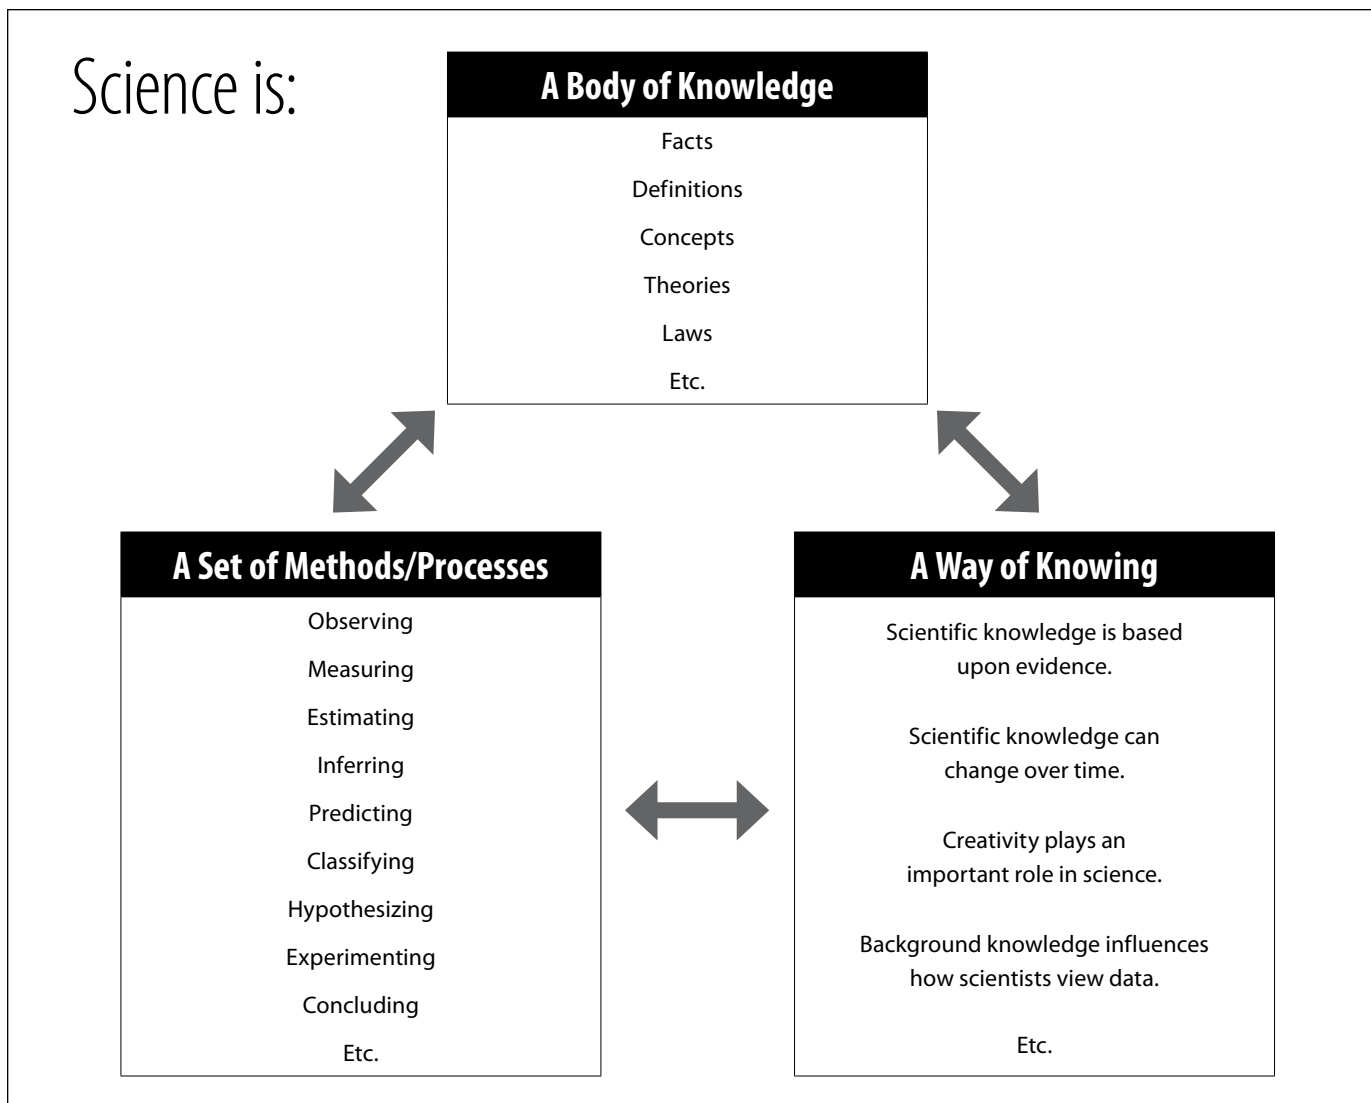 Science is:
A Body of Knowledge
Facts
Definitions
Concepts
Theories
Laws
Etc.
A Set of Methods/Processes
Observing
Measuring
Estimating
Inferring
Predicting
Classifying
Hypothesizing
Experimenting
Concluding
Etc.
A Way of Knowing
Scientific knowledge is based
upon evidence.
Scientific knowledge can
change over time.
Creativity plays an
important role in science.
Background knowledge influences
how scientists view data.
Etc.